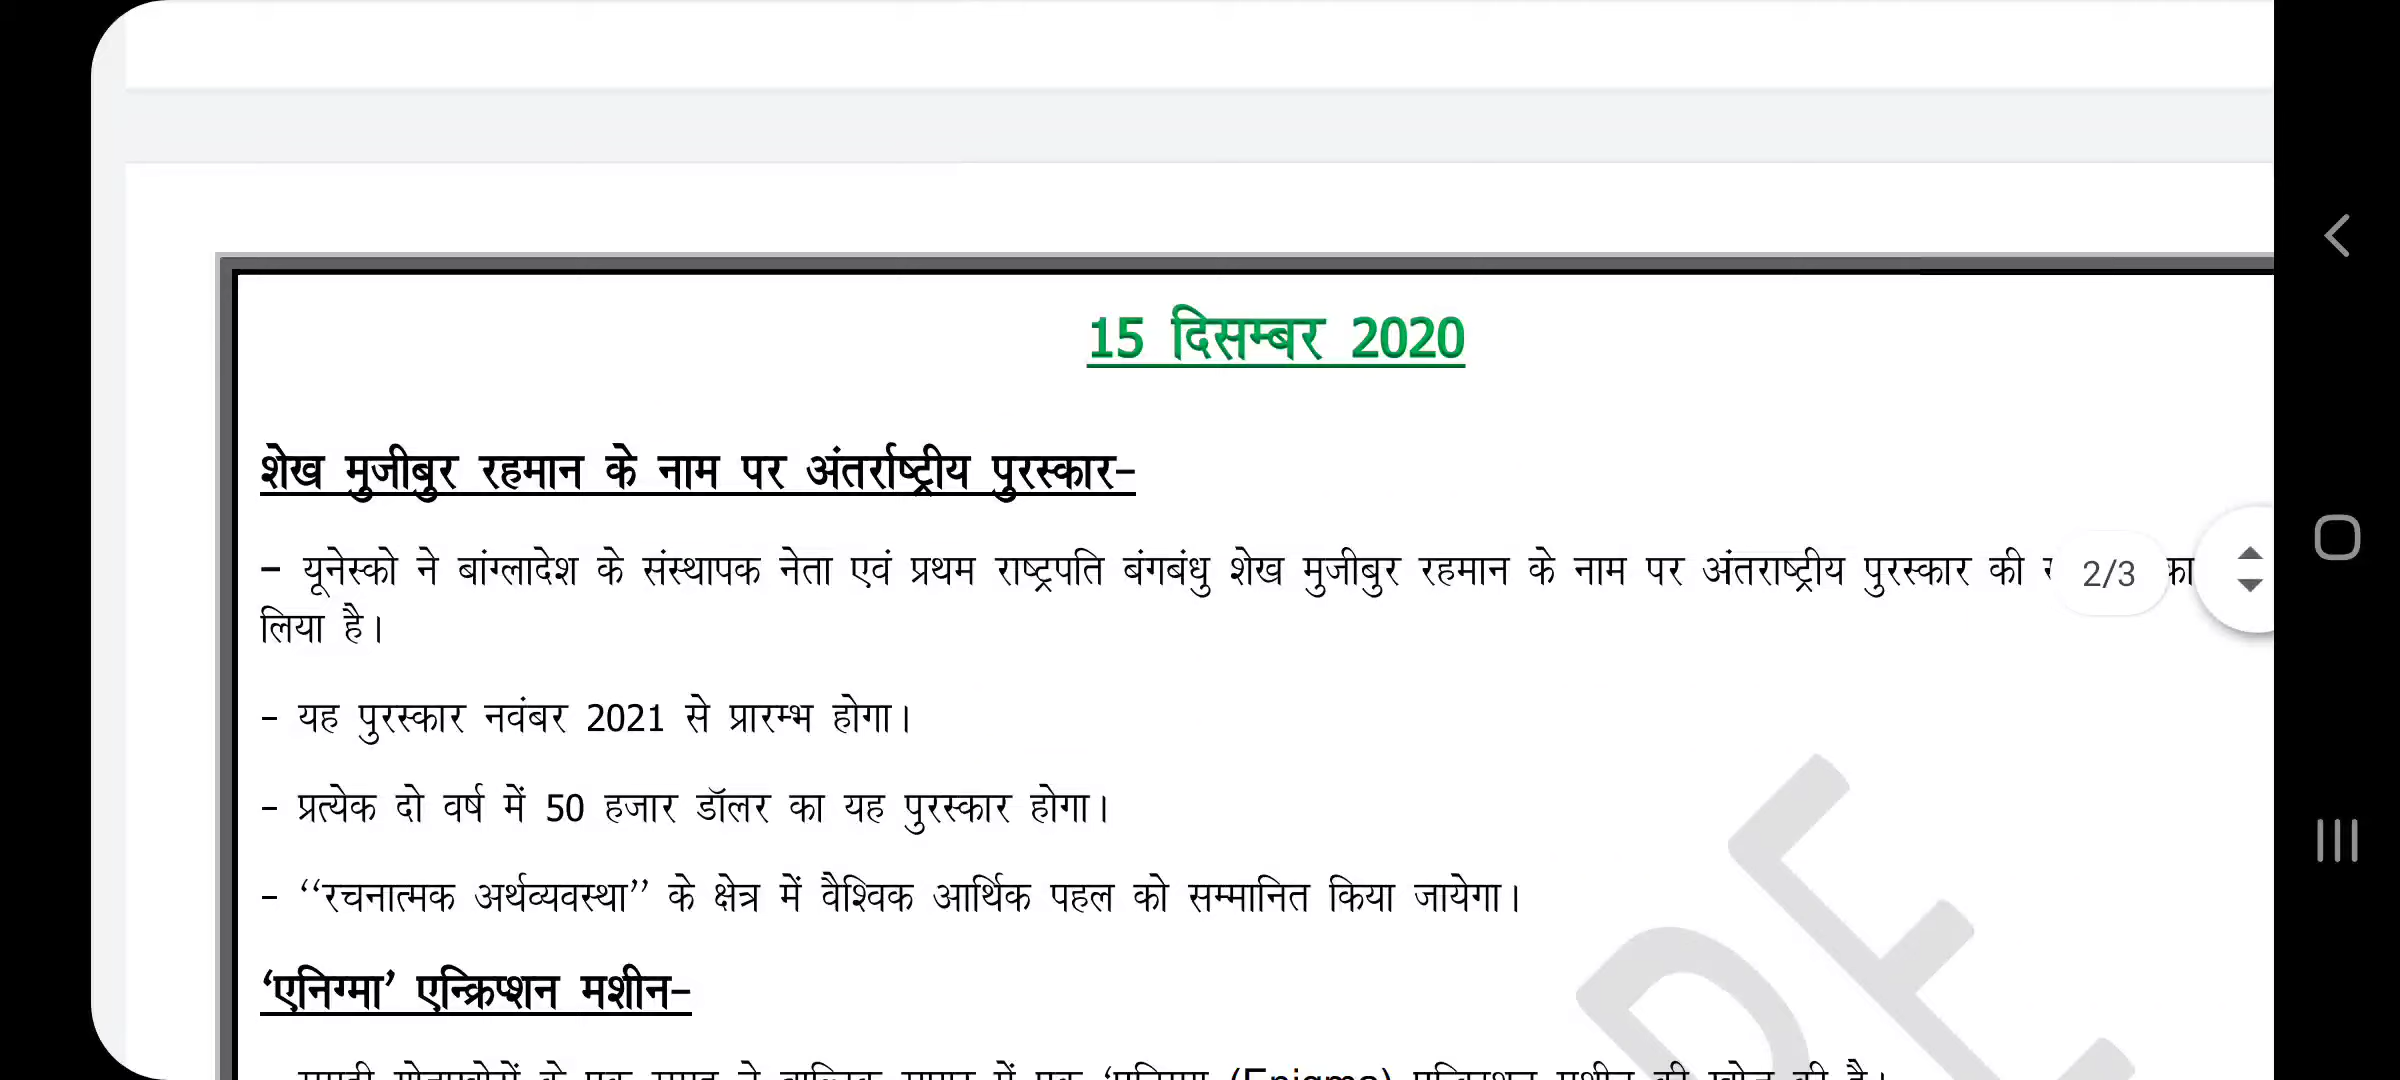 15 दिसम्बर 2020
शेख मुजीबुर रहमान के नाम पर अंतर्राष्ट्रीय पुरस्कार-
- यूनेस्को ने बांग्लादेश के संस्थापक नेता एवं प्रथम राष्ट्रपति बंगबंधु शेख मुजीबुर रहमान के नाम पर अंतराष्ट्रीय पुरस्कार की
2/3
लिया है।
- यह पुरस्कार नवंबर 2021 से प्रारम्भ होगा।
- प्रत्येक दो वर्ष में 50 हजार डॉलर का यह पुरस्कार होगा।
- ‘‘रचनात्मक अर्थव्यवस्था’’ के क्षेत्र में वैश्विक आर्थिक पहल को सम्मानित किया जायेगा।
‘एनिग्मा’ एन्क्रिप्शन मशीन-
(Enigma)